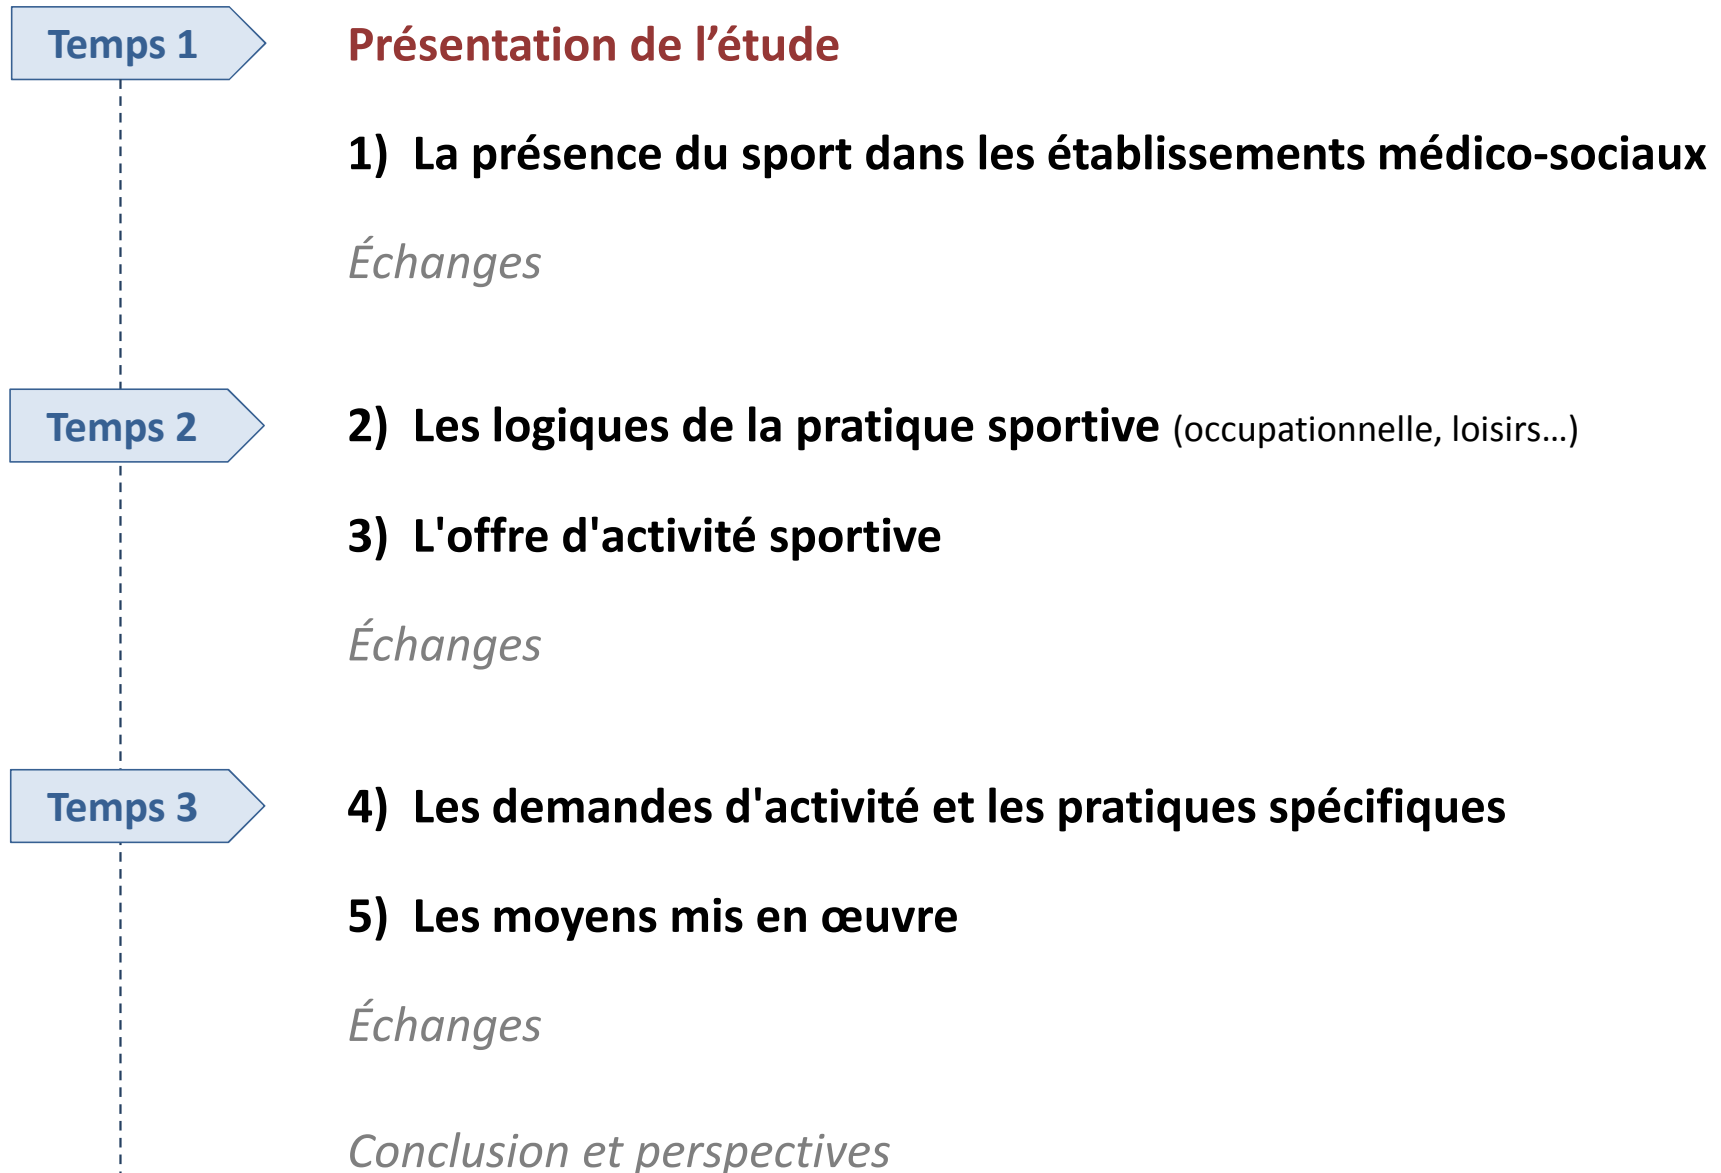 Temps 1
Présentation de l’étude
1) La présence du sport dans les établissements médico-sociaux
Échanges
Temps 2
2) Les logiques de la pratique sportive (occupationnelle, loisirs…)
3) L'offre d'activité sportive
Échanges
Temps 3
4) Les demandes d'activité et les pratiques spécifiques
5) Les moyens mis en œuvre
Échanges
Conclusion et perspectives